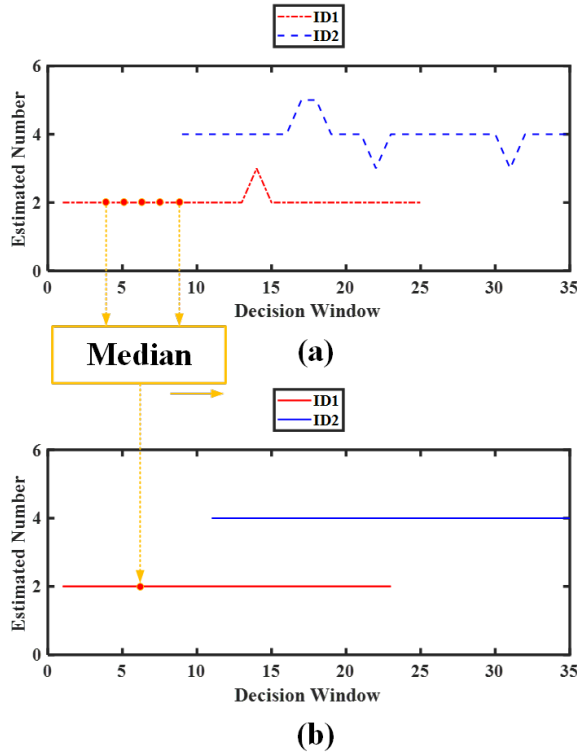 ID1
ID2
6
4
2
0
Estimated Number
0 5 10 15 20 25 30 35
Decision Window
Median
(a)
ID1
ID2
6
4
2
0
Estimated Number
0 5 10 15 20 25 30 35
Decision Window
(b)